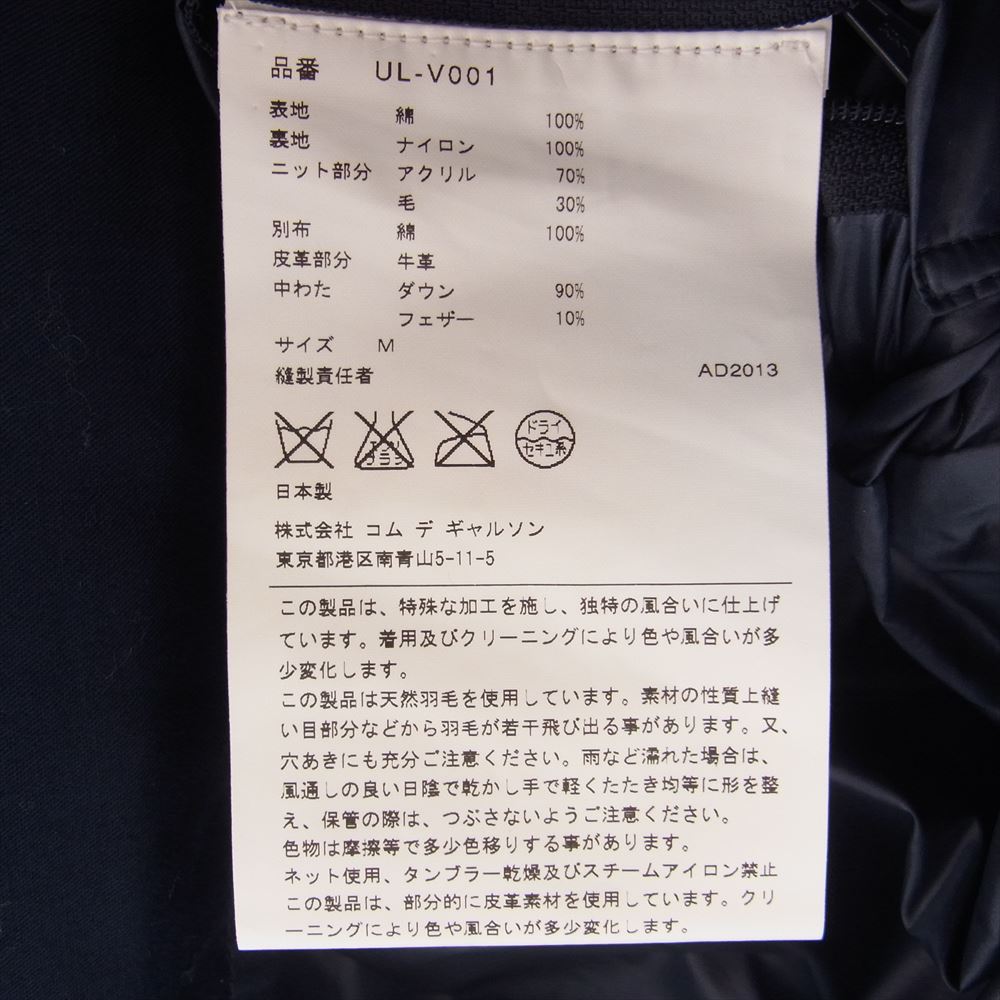 品番 UL-V001
表地 綿 100%
裏地 ナイロン 100%
ニット部分 アクリル 70%
毛 30%
別布 綿 100%
皮革部分 牛革
中わた ダウン 90%
フェザー 10%
サイズ M
縫製責任者 AD2013
エンソ
サラシ
ドライ
セキユ系
日本製
株式会社 コム デ ギャルソン
東京都港区南青山5-11-5
この製品は、特殊な加工を施し、独特の風合いに仕上げ
ています。着用及びクリーニングにより色や風合いが多
少変化します。
この製品は天然羽毛を使用しています。素材の性質上縫
い目部分などから羽毛が若干飛び出る事があります。又、
穴あきにも充分ご注意ください。雨など濡れた場合は、
風通しの良い日陰で乾かし手で軽くたたき均等に形を整
え、保管の際は、つぶさないようご注意ください。
色物は摩擦等で多少色移りする事があります。
ネット使用、タンブラー乾燥及びスチームアイロン禁止
この製品は、部分的に皮革素材を使用しています。クリ
ーニングにより色や風合いが多少変化します。